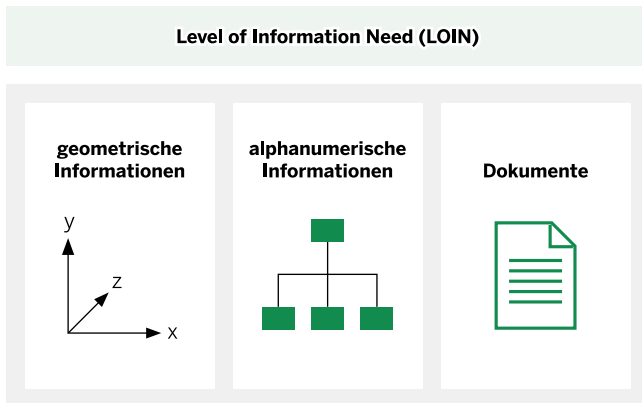 Level of Information Need (LOIN)
geometrische
Informationen
alphanumerische
Informationen
Dokumente
y
z
x